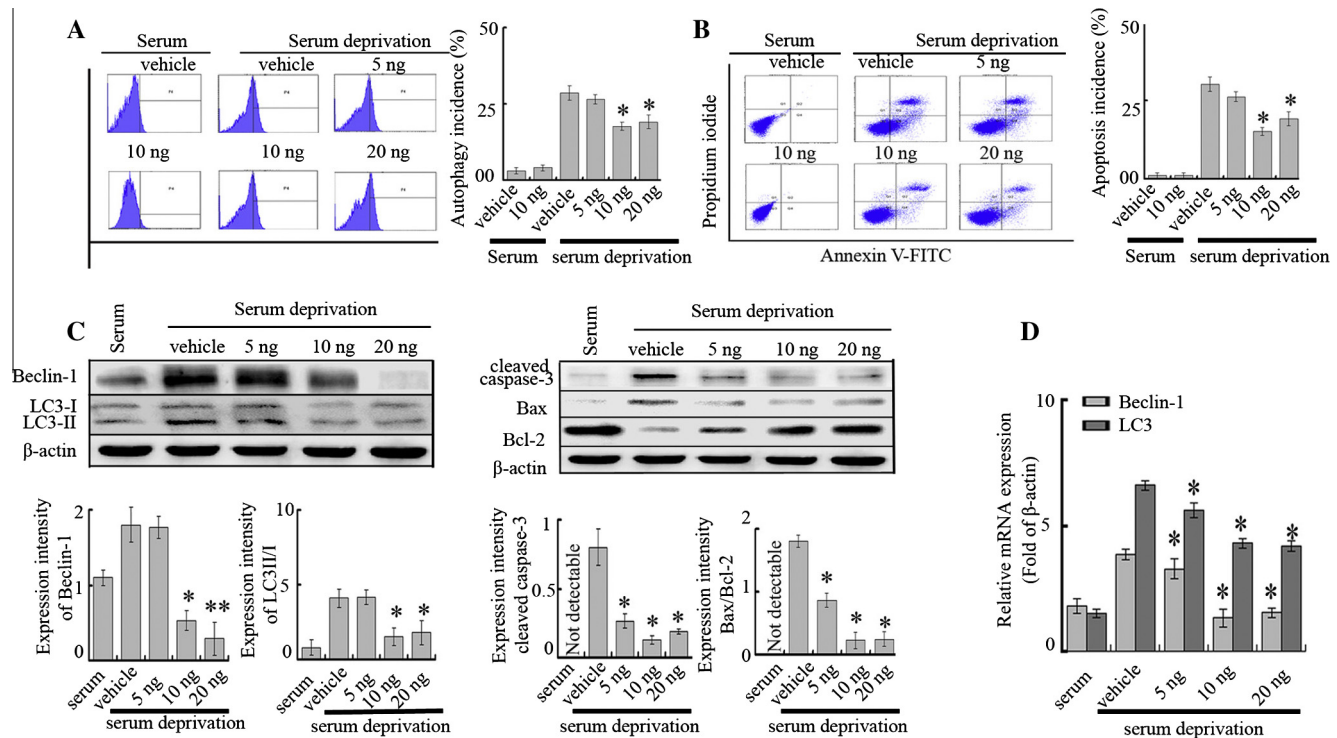 A
Serum
Serum deprivation
vehicle
vehicle
5 ng
10 ng
10 ng
20 ng
Autophagy incidence (%)
50
25
00
vehicle
10 ng
vehicle
5 ng
10 ng
20 ng
* *
Serum
serum deprivation
B
Serum
Serum deprivation
vehicle
vehicle
5 ng
10 ng
10 ng
20 ng
Propidium iodide
Annexin V-FITC
Apoptosis incidence (%)
50
25
00
* *
vehicle
10 ng
vehicle
5 ng
10 ng
20 ng
Serum
serum deprivation
C
Serum
Serum deprivation
vehicle
5 ng
10 ng
20 ng
Beclin-1
LC3-I
LC3-II
β-actin
Serum
Serum deprivation
vehicle
5 ng
10 ng
20 ng
cleaved
caspase-3
Bax
Bcl-2
β-actin
Expression intensity
of Beclin-1
2
1
0
* **
serum
vehicle
5 ng
10 ng
20 ng
serum deprivation
Expression intensity
of LC3II/I
10
5
0
* *
serum
vehicle
5 ng
10 ng
20 ng
serum deprivation
Expression intensity
cleaved caspase-3
1
0.5
0
Not detectable
* * *
serum
vehicle
5 ng
10 ng
20 ng
serum deprivation
Expression intensity
Bax/Bcl-2
2
1
0
Not detectable
* * *
serum
vehicle
5 ng
10 ng
20 ng
serum deprivation
D
Beclin-1
LC3
Relative mRNA expression
(Fold of β-actin)
10
5
0
* * * * * *
serum
vehicle
5 ng
10 ng
20 ng
serum deprivation